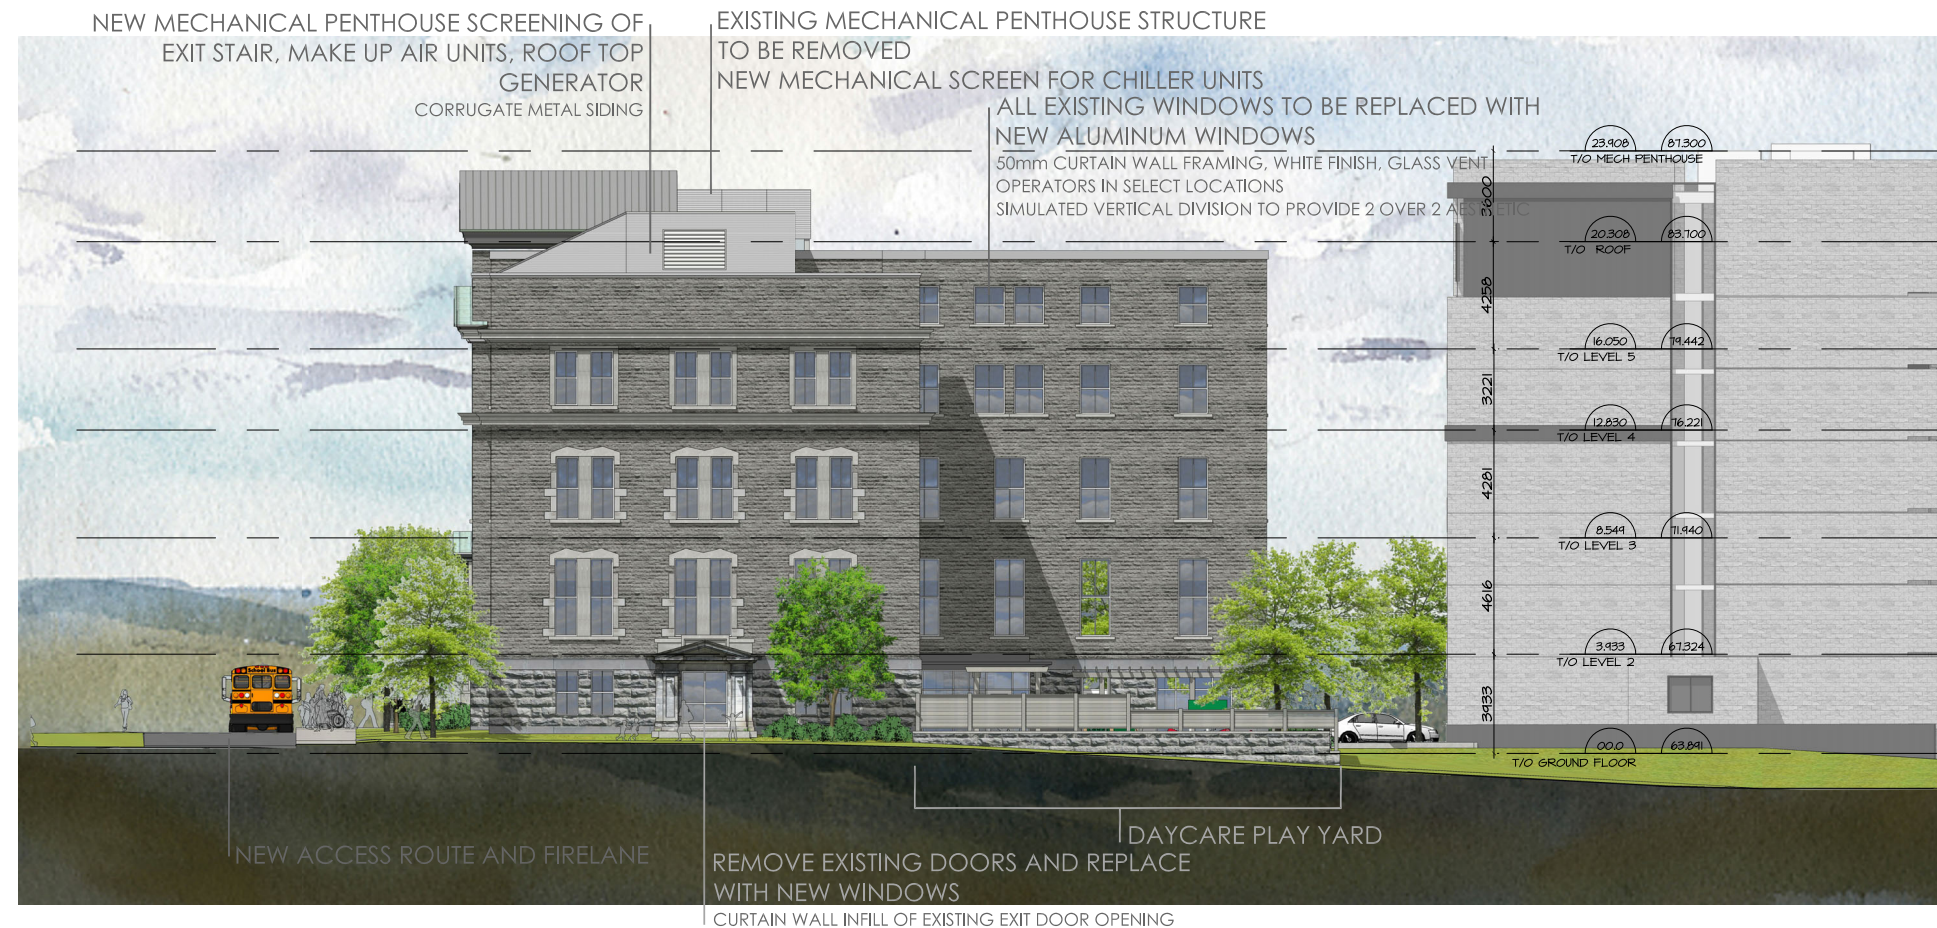 NEW MECHANICAL PENTHOUSE SCREENING OF
EXIT STAIR, MAKE UP AIR UNITS, ROOF TOP
GENERATOR
CORRUGATE METAL SIDING
EXISTING MECHANICAL PENTHOUSE STRUCTURE
TO BE REMOVED
NEW MECHANICAL SCREEN FOR CHILLER UNITS
ALL EXISTING WINDOWS TO BE REPLACED WITH
NEW ALUMINUM WINDOWS
50mm CURTAIN WALL FRAMING, WHITE FINISH, GLASS VENT
OPERATORS IN SELECT LOCATIONS
SIMULATED VERTICAL DIVISION TO PROVIDE 2 OVER 2 AESTHETIC
23.908 87.300
T/O MECH PENTHOUSE
3600
20.308 83.700
T/O ROOF
4258
16.050 79.442
T/O LEVEL 5
3221
12.830 76.221
T/O LEVEL 4
4281
8.549 71.940
T/O LEVEL 3
4616
3.933 67.324
T/O LEVEL 2
3933
00.0 63.891
T/O GROUND FLOOR
School Bus
NEW ACCESS ROUTE AND FIRELANE
DAYCARE PLAY YARD
REMOVE EXISTING DOORS AND REPLACE
WITH NEW WINDOWS
CURTAIN WALL INFILL OF EXISTING EXIT DOOR OPENING